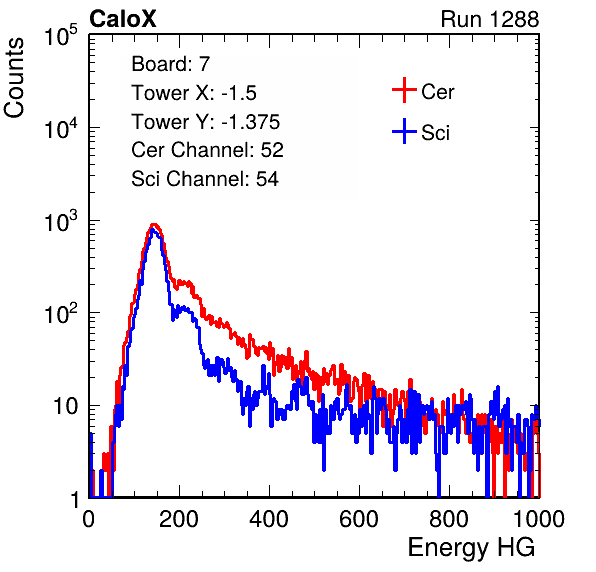 CaloX Run 1288
Counts
Board: 7
Tower X: -1.5
Tower Y: -1.375
Cer Channel: 52
Sci Channel: 54
Cer
Sci
10^5
10^4
10^3
10^2
10
1
0 200 400 600 800 1000
Energy HG